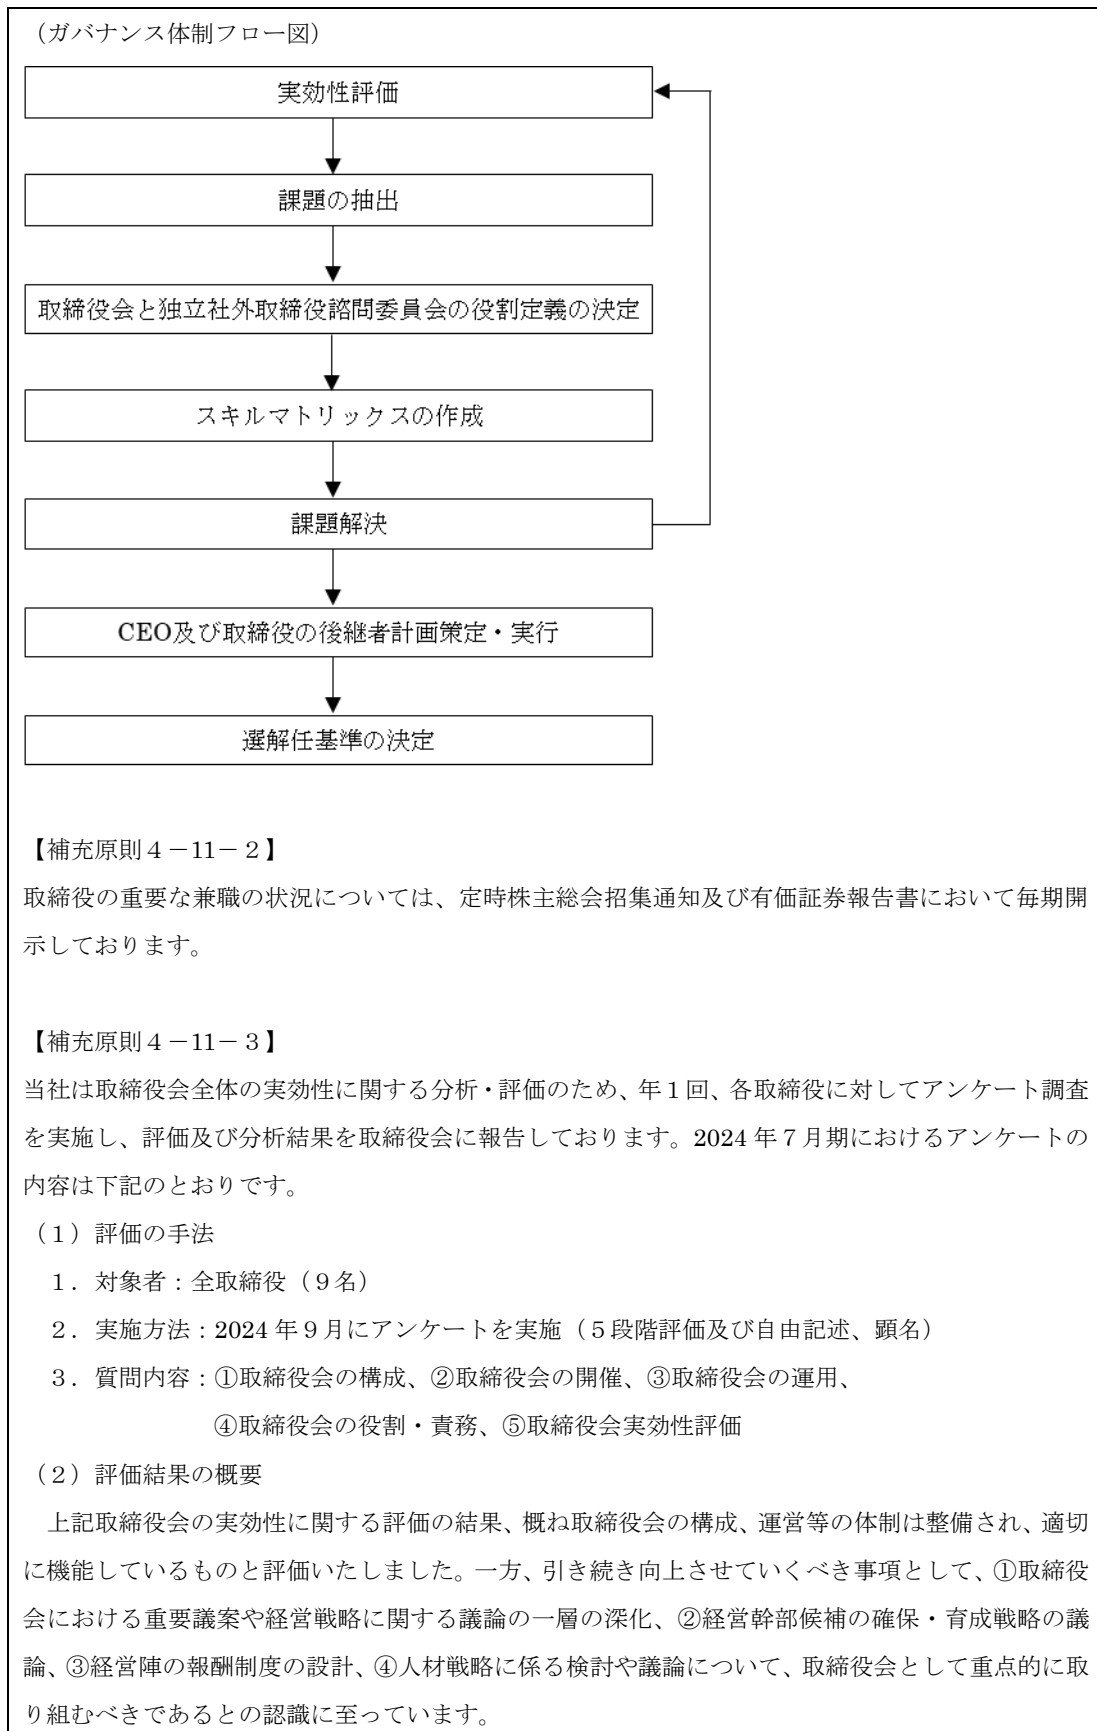 （ガバナンス体制フロー図）
実効性評価
課題の抽出
取締役会と独立社外取締役諮問委員会の役割定義の決定
スキルマトリックスの作成
課題解決
CEO及び取締役の後継者計画策定・実行
選解任基準の決定
【補充原則４－11－２】
取締役の重要な兼職の状況については、定時株主総会招集通知及び有価証券報告書において毎期開
示しております。
【補充原則４－11－３】
当社は取締役会全体の実効性に関する分析・評価のため、年１回、各取締役に対してアンケート調査
を実施し、評価及び分析結果を取締役会に報告しております。2024 年７月期におけるアンケートの
内容は下記のとおりです。
（１）評価の手法
１．対象者：全取締役（９名）
２．実施方法：2024 年９月にアンケートを実施（５段階評価及び自由記述、顕名）
３．質問内容：①取締役会の構成、②取締役会の開催、③取締役会の運用、
④取締役会の役割・責務、⑤取締役会実効性評価
（２）評価結果の概要
上記取締役会の実効性に関する評価の結果、概ね取締役会の構成、運営等の体制は整備され、適切
に機能しているものと評価いたしました。一方、引き続き向上させていくべき事項として、①取締役
会における重要議案や経営戦略に関する議論の一層の深化、②経営幹部候補の確保・育成戦略の議
論、③経営陣の報酬制度の設計、④人材戦略に係る検討や議論について、取締役会として重点的に取
り組むべきであるとの認識に至っています。